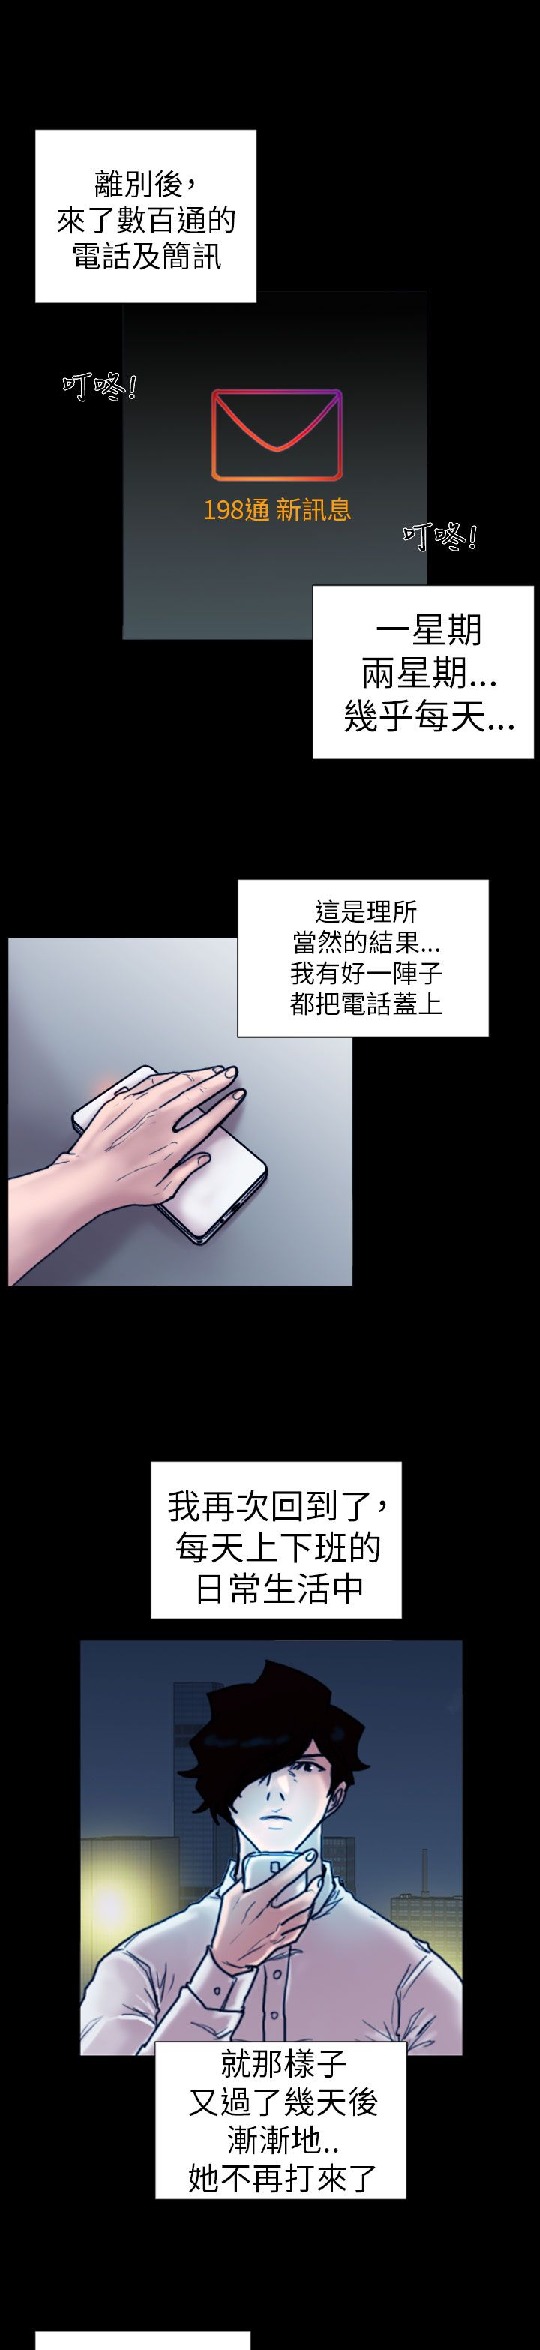 離別後,
來了數百通的
電話及簡訊
叮咚!
198通 新訊息
叮咚!
一星期
兩星期...
幾乎每天...
這是理所
當然的結果...
我有好一陣子
都把電話蓋上
我再次回到了,
每天上下班的
日常生活中
就那樣子
又過了幾天後
漸漸地..
她不再打來了